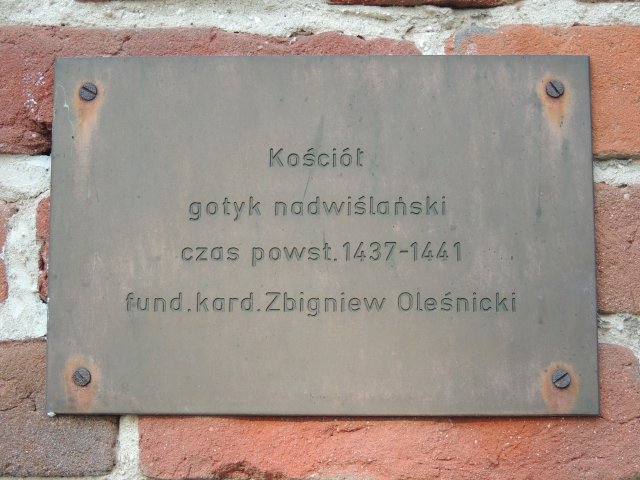 Kościół
gotyk nadwiślański
czas powst.1437-1441
fund.kard.Zbigniew Oleśnicki